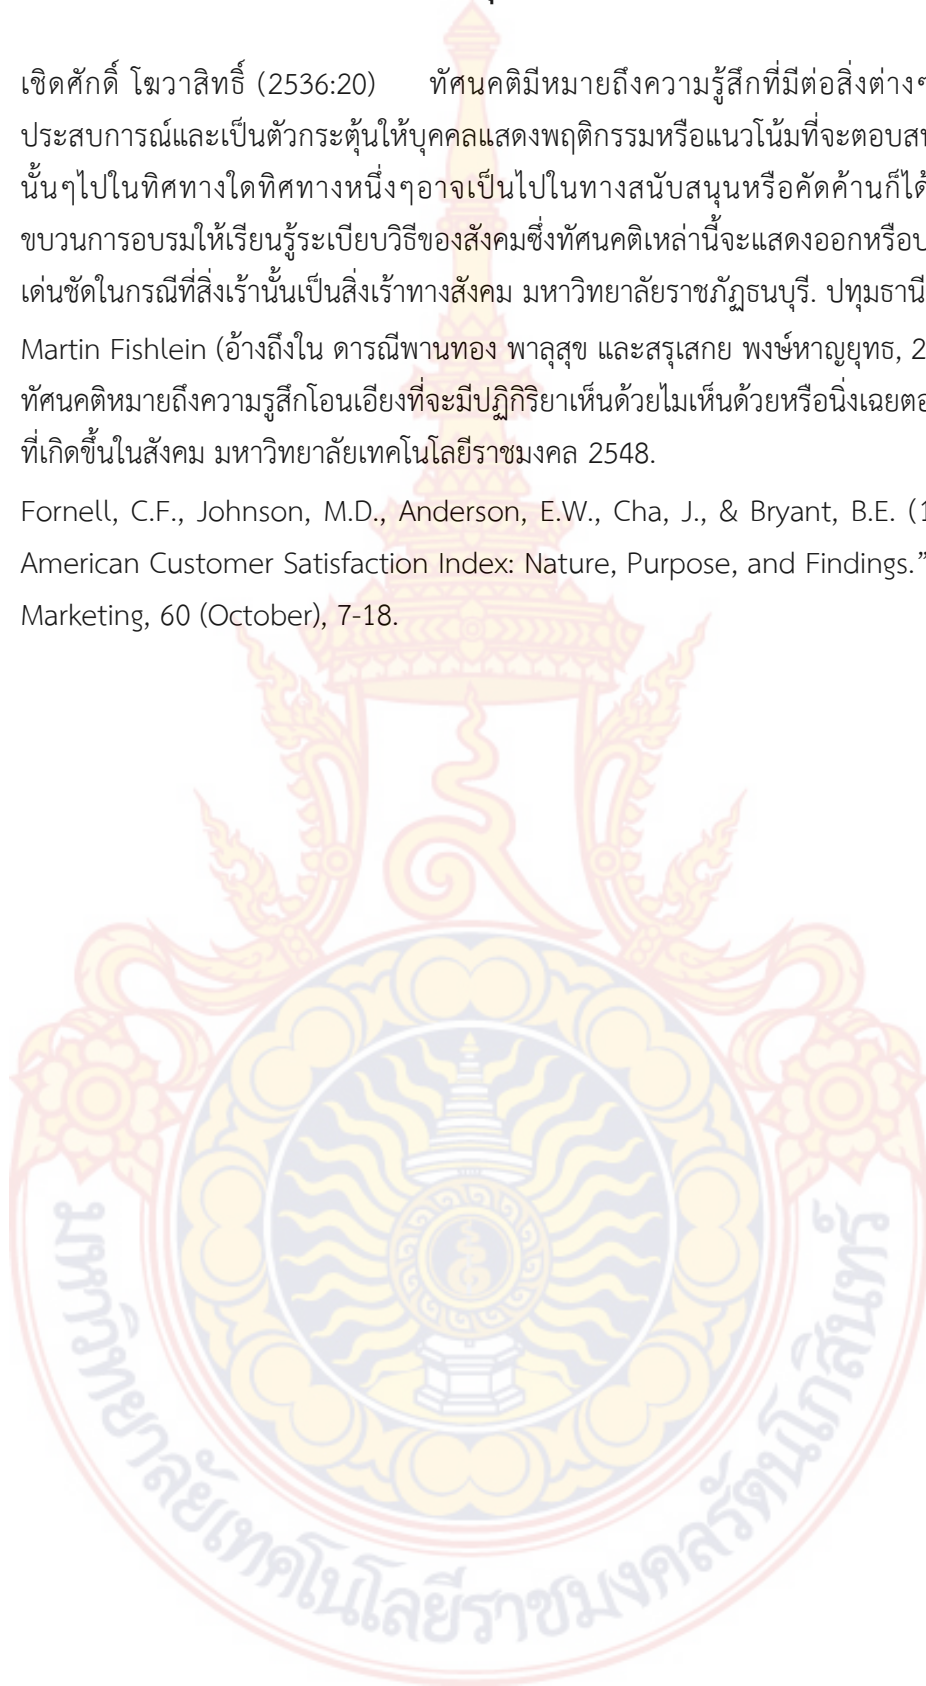 เชิดศักดิ์ โฆวาสิทธิ์ (2536:20) ทัศนคติมีหมายถึงความรู้สึกที่มีต่อสิ่งต่างๆ
ประสบการณ์และเป็นตัวกระตุ้นให้บุคคลแสดงพฤติกรรมหรือแนวโน้มที่จะตอบส
นั้นๆไปในทิศทางใดทิศทางหนึ่งๆอาจเป็นไปในทางสนับสนุนหรือคัดค้านก็ได้
ขบวนการอบรมให้เรียนรู้ระเบียบวิธีของสังคมซึ่งทัศนคติเหล่านี้จะแสดงออกหรือป
เด่นชัดในกรณีที่สิ่งเร้านั้นเป็นสิ่งเร้าทางสังคม มหาวิทยาลัยราชภัฏธนบุรี. ปทุมธานี
Martin Fishlein (อ้างถึงใน ดารณีพานทอง พาลุสุข และสรุเสกย พงษ์หาญยุทธ, 2
ทัศนคติหมายถึงความรูสึกโอนเอียงที่จะมีปฏิกิริยาเห็นด้วยไมเห็นด้วยหรือนิ่งเฉยตอ
ที่เกิดขึ้นในสังคม มหาวิทยาลัยเทคโนโลยีราชมงคล 2548.
Fornell, C.F., Johnson, M.D., Anderson, E.W., Cha, J., & Bryant, B.E. (1
American Customer Satisfaction Index: Nature, Purpose, and Findings.”
Marketing, 60 (October), 7-18.
มหาวิทยาลัยเทคโนโลยีราชมงคลรัตนโกสินทร์